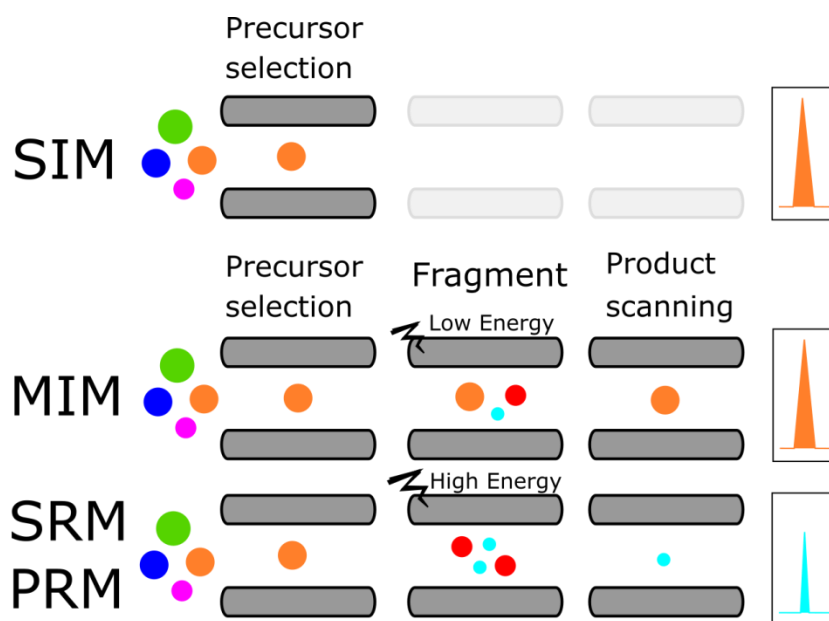 Precursor
selection
SIM
Precursor
selection
Fragment
Product
scanning
Low Energy
MIM
High Energy
SRM
PRM